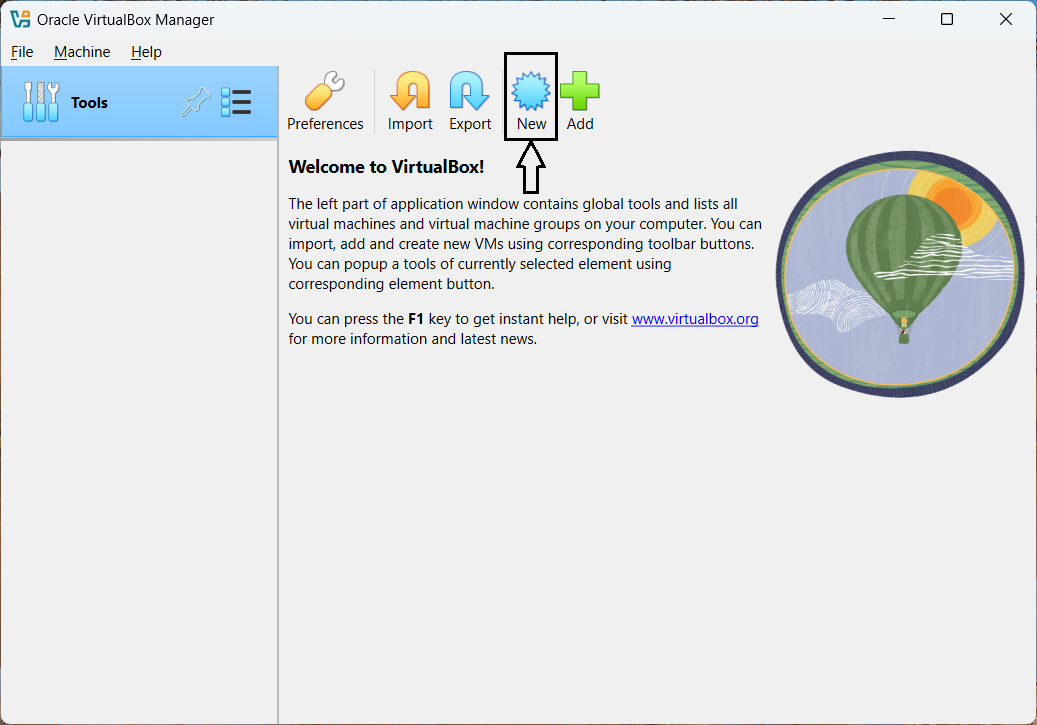 Oracle VirtualBox Manager
File Machine Help
Tools
Preferences Import Export New Add
Welcome to VirtualBox!
The left part of application window contains global tools and lists all
virtual machines and virtual machine groups on your computer. You can
import, add and create new VMs using corresponding toolbar buttons.
You can popup a tools of currently selected element using
corresponding element button.
You can press the F1 key to get instant help, or visit www.virtualbox.org
for more information and latest news.